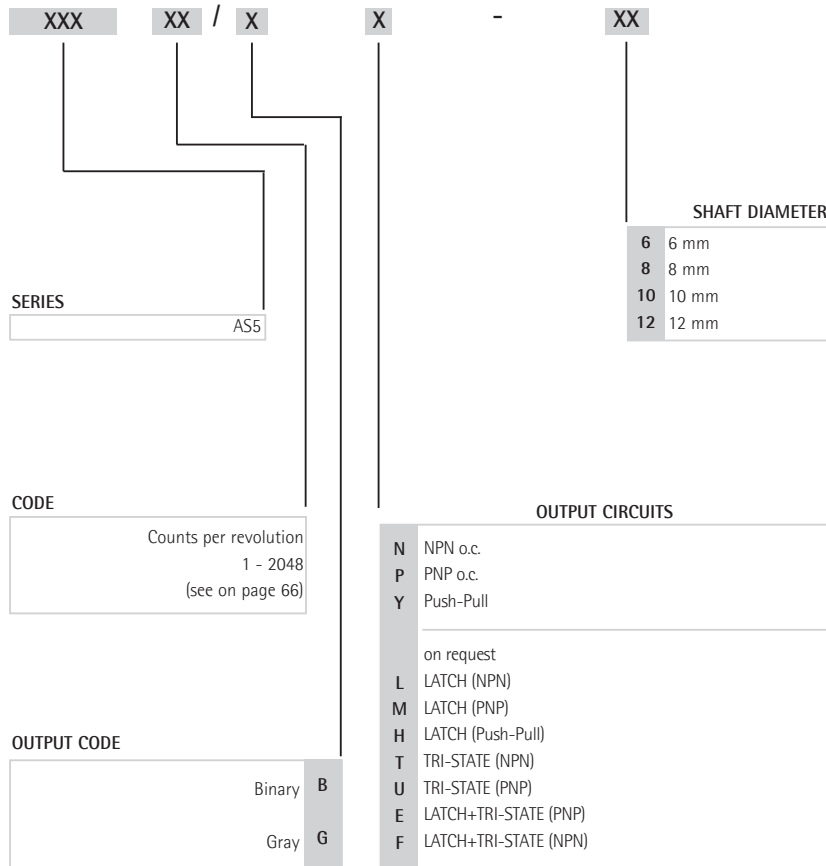 XXX XX / X X - XX
SHAFT DIAMETER
6 6 mm
8 8 mm
10 10 mm
12 12 mm
SERIES
AS5
CODE
Counts per revolution
1 - 2048
(see on page 66)
OUTPUT CIRCUITS
N NPN o.c.
P PNP o.c.
Y Push-Pull
on request
L LATCH (NPN)
M LATCH (PNP)
H LATCH (Push-Pull)
T TRI-STATE (NPN)
U TRI-STATE (PNP)
E LATCH+TRI-STATE (PNP)
F LATCH+TRI-STATE (NPN)
OUTPUT CODE
Binary B
Gray G